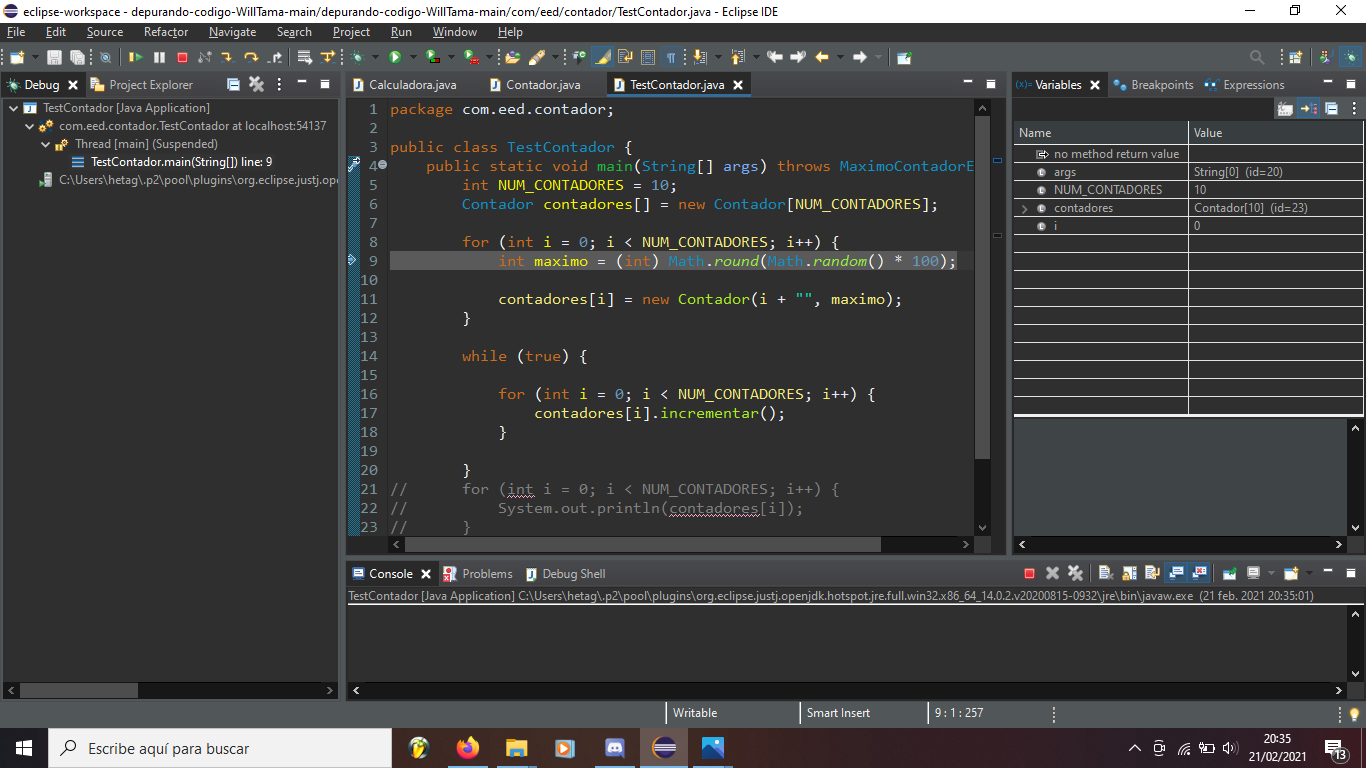 eclipse-workspace - depurando-codigo-WillTama-main/depurando-codigo-WillTama-main/com/eed/contador/TestContador.java - Eclipse IDE
File Edit Source Refactor Navigate Search Project Run Window Help
Debug Project Explorer
TestContador [Java Application]
com.eed.contador.TestContador at localhost:54137
Thread [main] (Suspended)
TestContador.main(String[]) line: 9
C:\Users\hetag\.p2\pool\plugins\org.eclipse.justj.ope
Calculadora.java Contador.java TestContador.java
1 package com.eed.contador;
2
3 public class TestContador {
4 public static void main(String[] args) throws MaximoContadorE
5 int NUM_CONTADORES = 10;
6 Contador contadores[] = new Contador[NUM_CONTADORES];
7
8 for (int i = 0; i < NUM_CONTADORES; i++) {
9 int maximo = (int) Math.round(Math.random() * 100);
10
11 contadores[i] = new Contador(i + "", maximo);
12 }
13
14 while (true) {
15
16 for (int i = 0; i < NUM_CONTADORES; i++) {
17 contadores[i].incrementar();
18 }
19
20 }
21 // for (int i = 0; i < NUM_CONTADORES; i++) {
22 // System.out.println(contadores[i]);
23 // }
Variables Breakpoints Expressions
Name Value
no method return value
args String[0] (id=20)
NUM_CONTADORES 10
contadores Contador[10] (id=23)
i 0
Console Problems Debug Shell
TestContador [Java Application] C:\Users\hetag\.p2\pool\plugins\org.eclipse.justj.openjdk.hotspot.jre.full.win32.x86_64_14.0.2.v20200815-0932\jre\bin\javaw.exe (21 feb. 2021 20:35:01)
Writable Smart Insert 9 : 1 : 257
Escribe aquí para buscar
20:35
21/02/2021
13